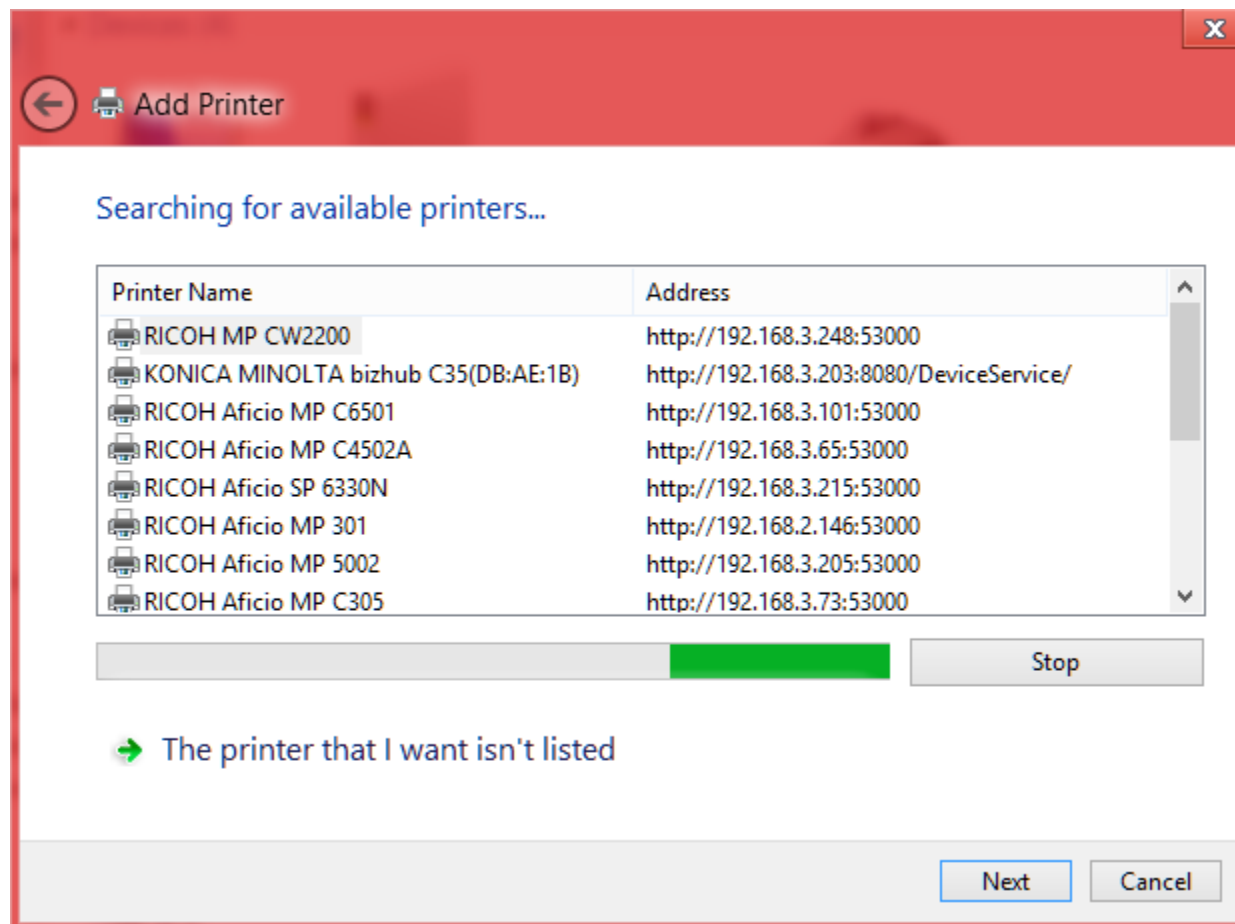 Add Printer
Searching for available printers...
Printer Name Address
RICOH MP CW2200 http://192.168.3.248:53000
KONICA MINOLTA bizhub C35(DB:AE:1B) http://192.168.3.203:8080/DeviceService/
RICOH Aficio MP C6501 http://192.168.3.101:53000
RICOH Aficio MP C4502A http://192.168.3.65:53000
RICOH Aficio SP 6330N http://192.168.3.215:53000
RICOH Aficio MP 301 http://192.168.2.146:53000
RICOH Aficio MP 5002 http://192.168.3.205:53000
RICOH Aficio MP C305 http://192.168.3.73:53000
Stop
The printer that I want isn't listed
Next Cancel